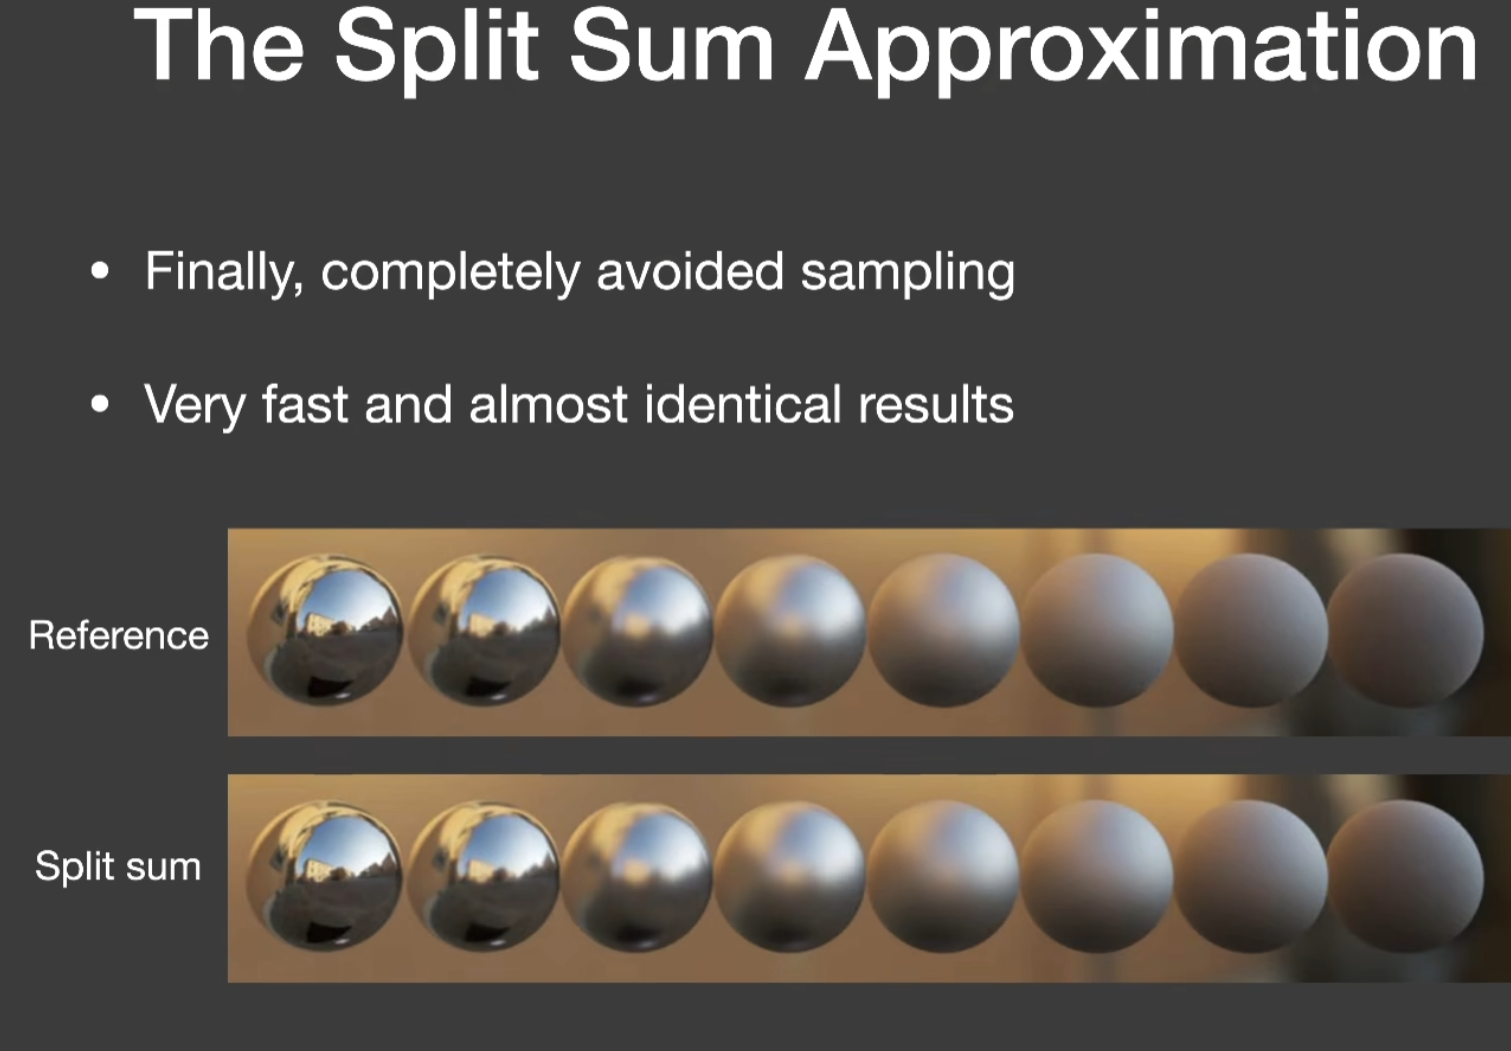 The Split Sum Approximation
• Finally, completely avoided sampling
• Very fast and almost identical results
Reference
Split sum